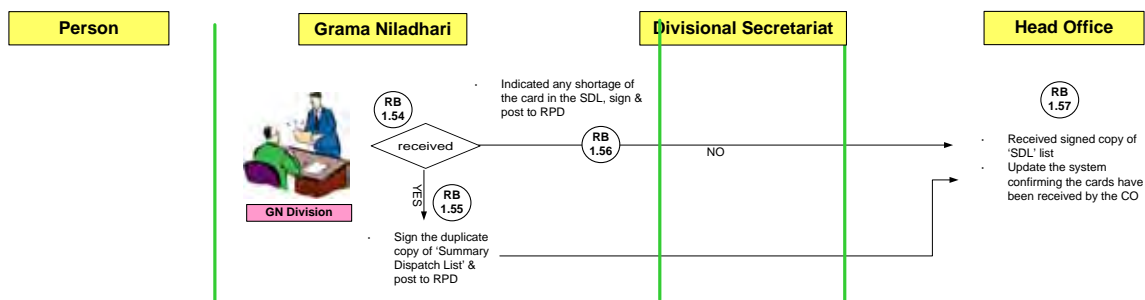 Person
Grama Niladhari
Divisional Secretariat
Head Office
RB
1.54
received
GN Division
· Indicated any shortage of
the card in the SDL, sign &
post to RPD
RB
1.56
NO
YES
RB
1.55
· Sign the duplicate
copy of ‘Summary
Dispatch List’ &
post to RPD
RB
1.57
· Received signed copy of
‘SDL’ list
· Update the system
confirming the cards have
been received by the CO